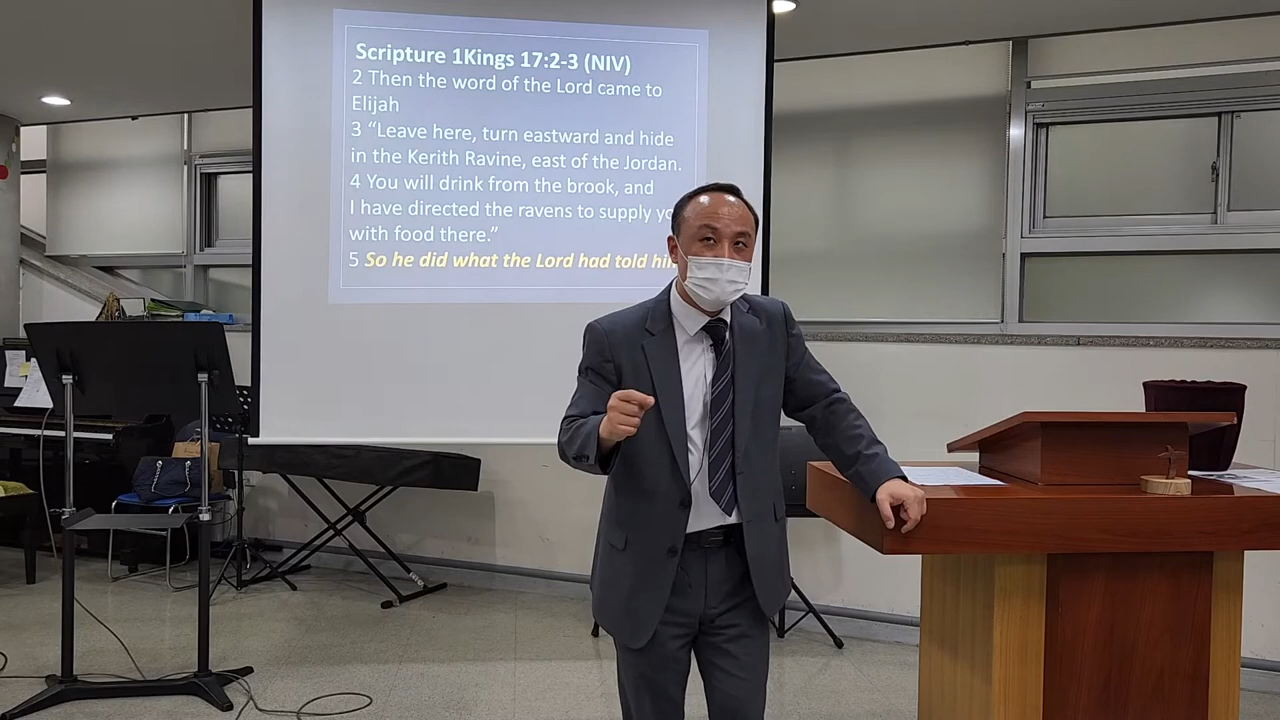 Scripture 1Kings 17:2-3 (NIV)
2 Then the word of the Lord came to
Elijah
3 “Leave here, turn eastward and hide
in the Kerith Ravine, east of the Jordan.
4 You will drink from the brook, and
I have directed the ravens to supply yo
with food there.”
5 So he did what the Lord had told hi